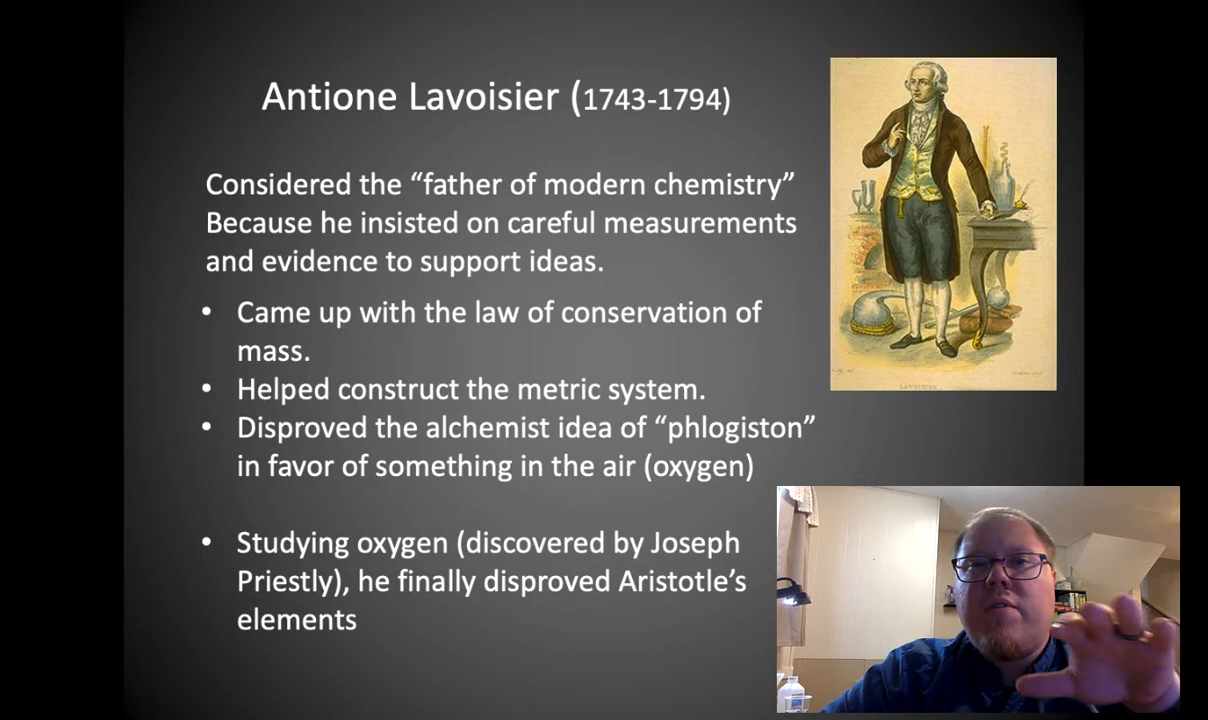 Antione Lavoisier (1743-1794)
Considered the “father of modern chemistry”
Because he insisted on careful measurements
and evidence to support ideas.
• Came up with the law of conservation of
mass.
• Helped construct the metric system.
• Disproved the alchemist idea of “phlogiston”
in favor of something in the air (oxygen)
• Studying oxygen (discovered by Joseph
Priestly), he finally disproved Aristotle’s
elements
LAVOISIER